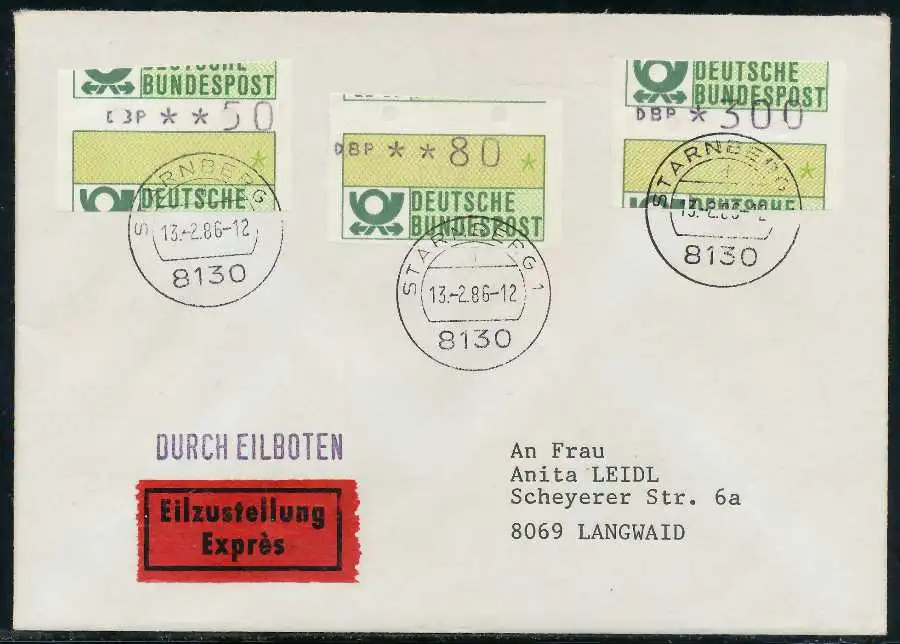 DEUTSCHE
BUNDESPOST
**50
DEUTSCHE
STARNBERG
13.-2.86-12
8130
DBP **80
DEUTSCHE
BUNDESPOST
STARNBERG 1
13.-2.86-12
8130
DEUTSCHE
BUNDESPOST
DBP *300
STARNBERG
8130
DURCH EILBOTEN
Eilzustellung
Exprès
An Frau
Anita LEIDL
Scheyerer Str. 6a
8069 LANGWAID